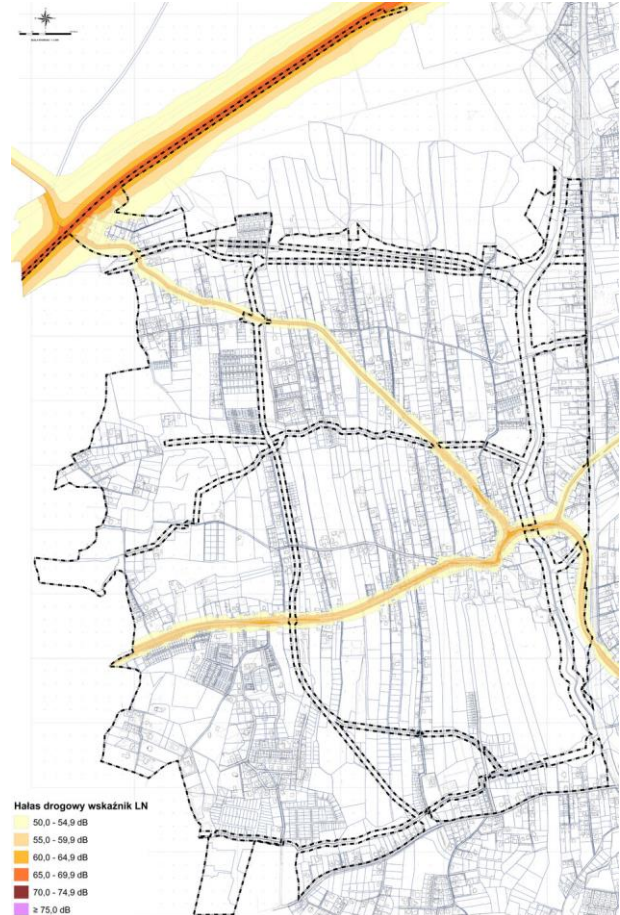 Hałas drogowy wskaźnik LN
50,0 - 54,9 dB
55,0 - 59,9 dB
60,0 - 64,9 dB
65,0 - 69,9 dB
70,0 - 74,9 dB
≥ 75,0 dB